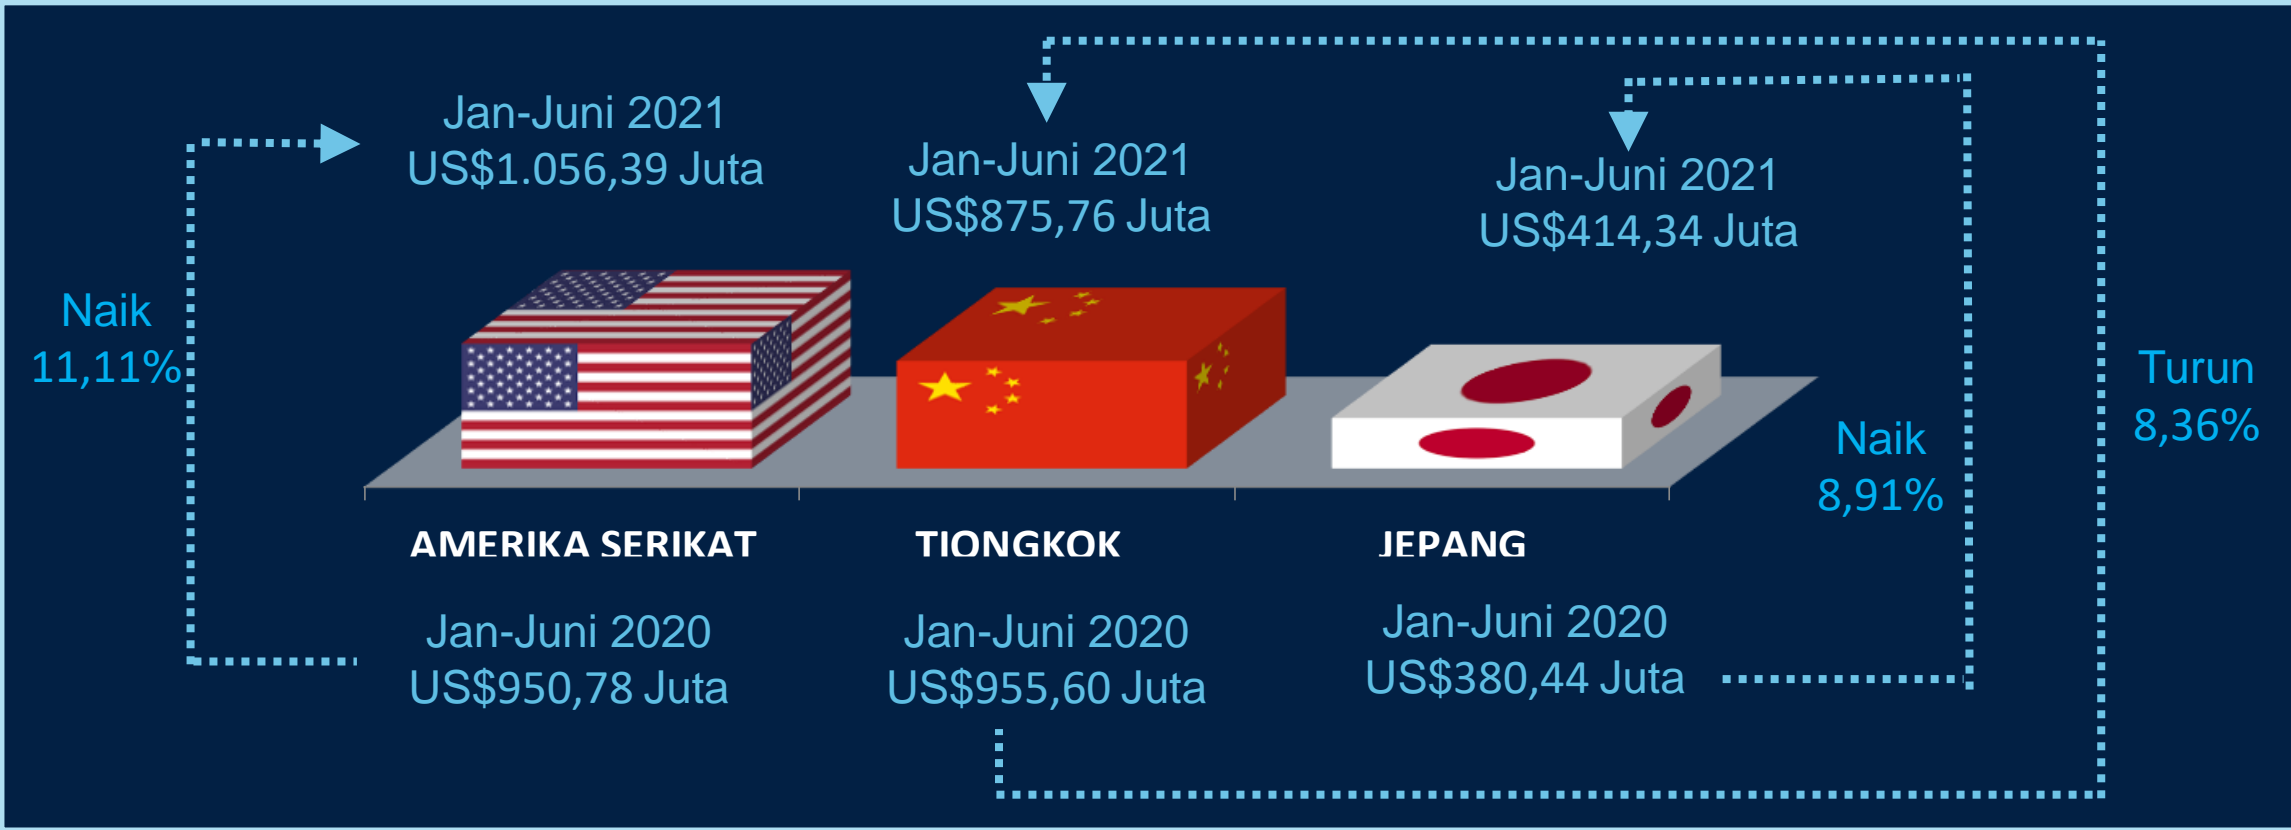 Jan-Juni 2021
US$1.056,39 Juta
Jan-Juni 2021
US$875,76 Juta
Jan-Juni 2021
US$414,34 Juta
Naik
11,11%
Turun
8,36%
Naik
8,91%
AMERIKA SERIKAT
TIONGKOK
JEPANG
Jan-Juni 2020
US$950,78 Juta
Jan-Juni 2020
US$955,60 Juta
Jan-Juni 2020
US$380,44 Juta